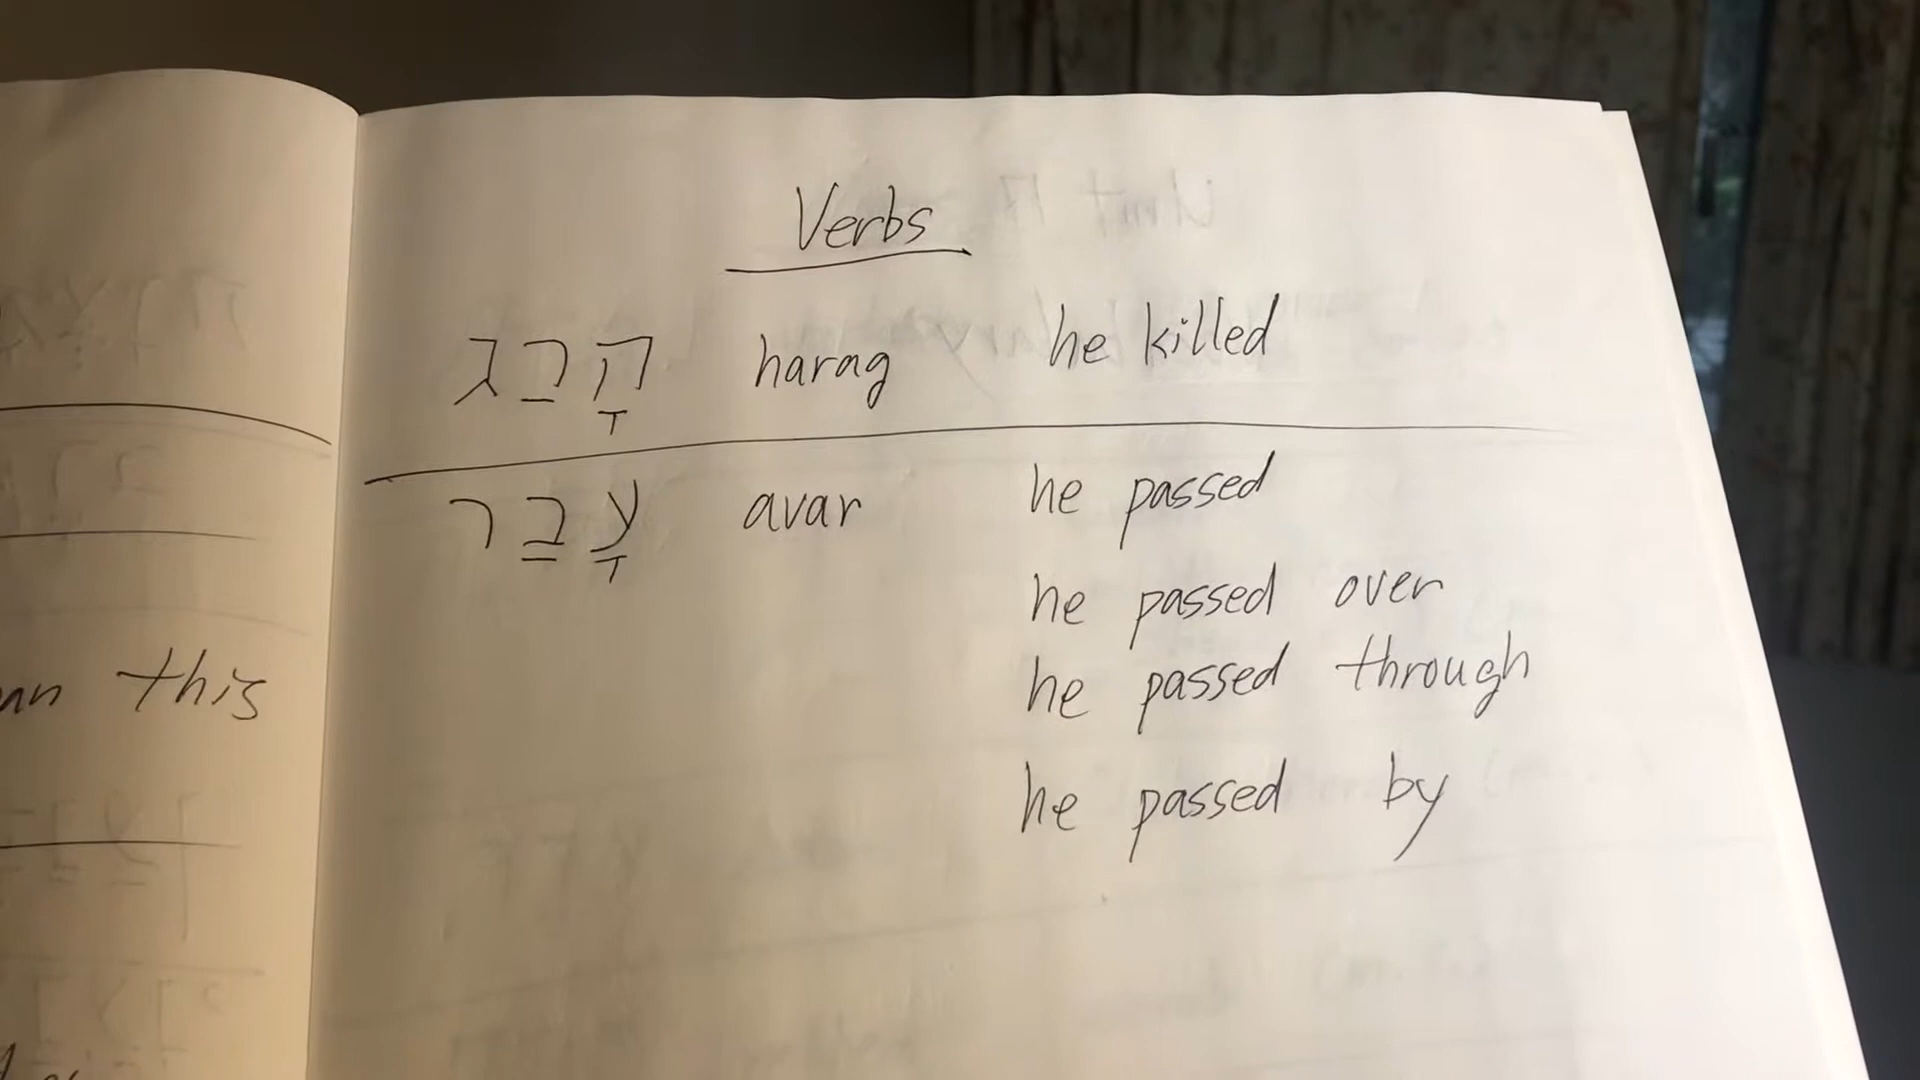 Verbs
הָרַג harag he killed
עָבַר avar he passed
he passed over
he passed through
he passed by
this